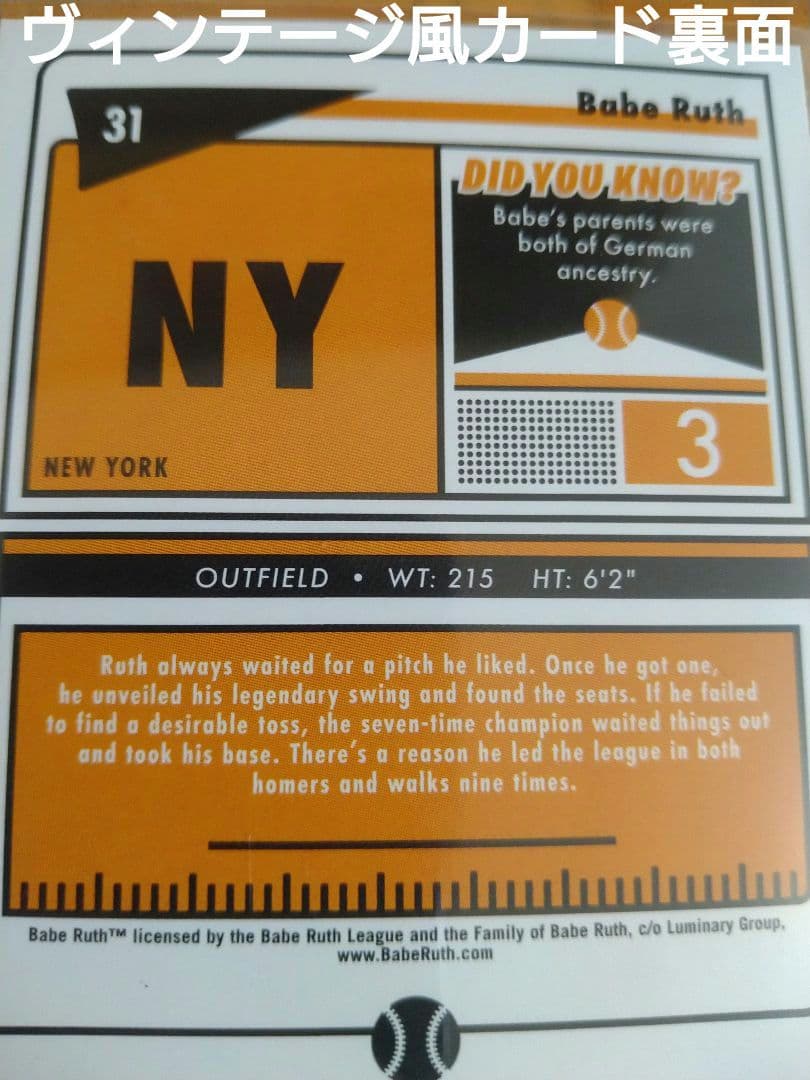 ヴィンテージ風カード裏面
31
Babe Ruth
NY
NEW YORK
DID YOU KNOW?
Babe's parents were
both of German
ancestry.
3
OUTFIELD • WT: 215 HT: 6'2"
Ruth always waited for a pitch he liked. Once he got one,
he unveiled his legendary swing and found the seats. If he failed
to find a desirable toss, the seven-time champion waited things out
and took his base. There's a reason he led the league in both
homers and walks nine times.
Babe Ruth™ licensed by the Babe Ruth League and the Family of Babe Ruth, c/o Luminary Group,
www.BabeRuth.com